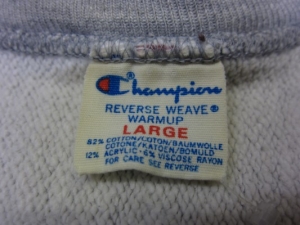 Champion®
REVERSE WEAVE®
WARMUP
LARGE
82% COTTON/COTON/BAUMWOLLE
COTONE/KATOEN/BOMULD
12% ACRYLIC · 6% VISCOSE RAYON
FOR CARE SEE REVERSE